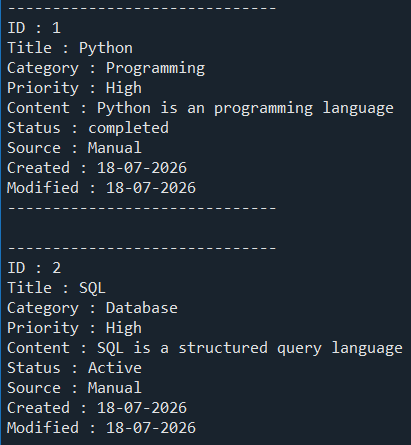 ------------------------------
ID : 1
Title : Python
Category : Programming
Priority : High
Content : Python is an programming language
Status : completed
Source : Manual
Created : 18-07-2026
Modified : 18-07-2026
------------------------------

------------------------------
ID : 2
Title : SQL
Category : Database
Priority : High
Content : SQL is a structured query language
Status : Active
Source : Manual
Created : 18-07-2026
Modified : 18-07-2026